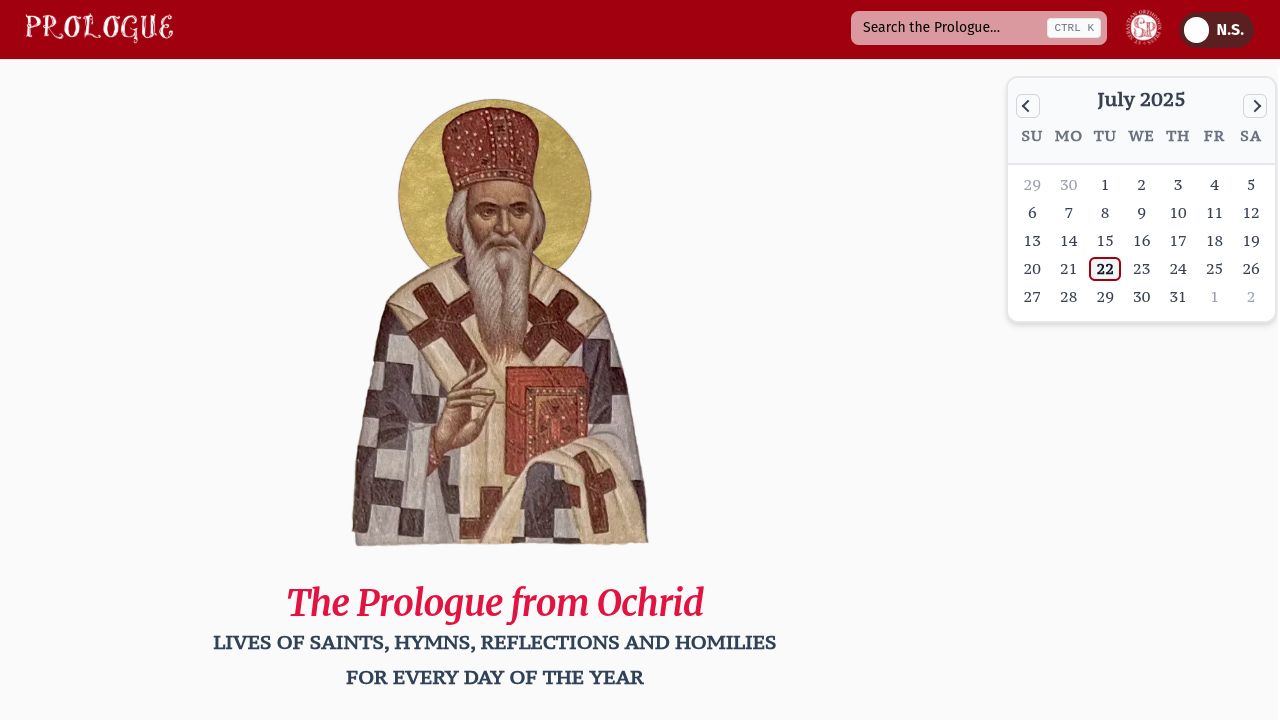 PROLOGUE
Search the Prologue...
CTRL K
N.S.
July 2025
SU MO TU WE TH FR SA
29 30 1 2 3 4 5
6 7 8 9 10 11 12
13 14 15 16 17 18 19
20 21 22 23 24 25 26
27 28 29 30 31 1 2
The Prologue from Ochrid
LIVES OF SAINTS, HYMNS, REFLECTIONS AND HOMILIES
FOR EVERY DAY OF THE YEAR